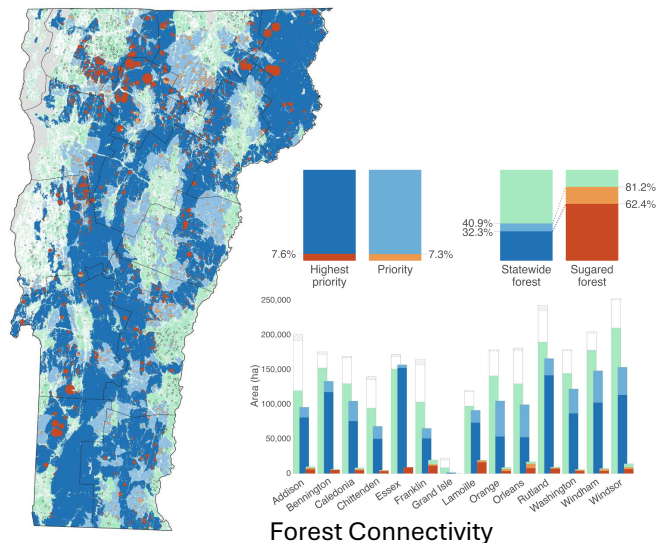 7.6%
7.3%
Highest
priority
Priority
40.9%
32.3%
81.2%
62.4%
Statewide
forest
Sugared
forest
Area (ha)
250,000
200,000
150,000
100,000
50,000
0
Addison
Bennington
Caledonia
Chittenden
Essex
Franklin
Grand Isle
Lamoille
Orange
Orleans
Rutland
Washington
Windham
Windsor
Forest Connectivity